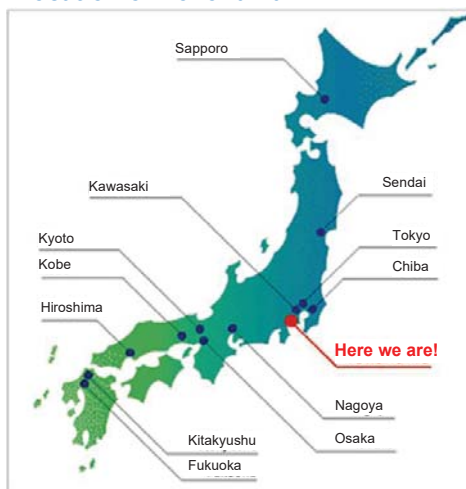 Sapporo
Kawasaki
Sendai
Kyoto
Tokyo
Kobe
Chiba
Hiroshima
Here we are!
Nagoya
Kitakyushu
Osaka
Fukuoka